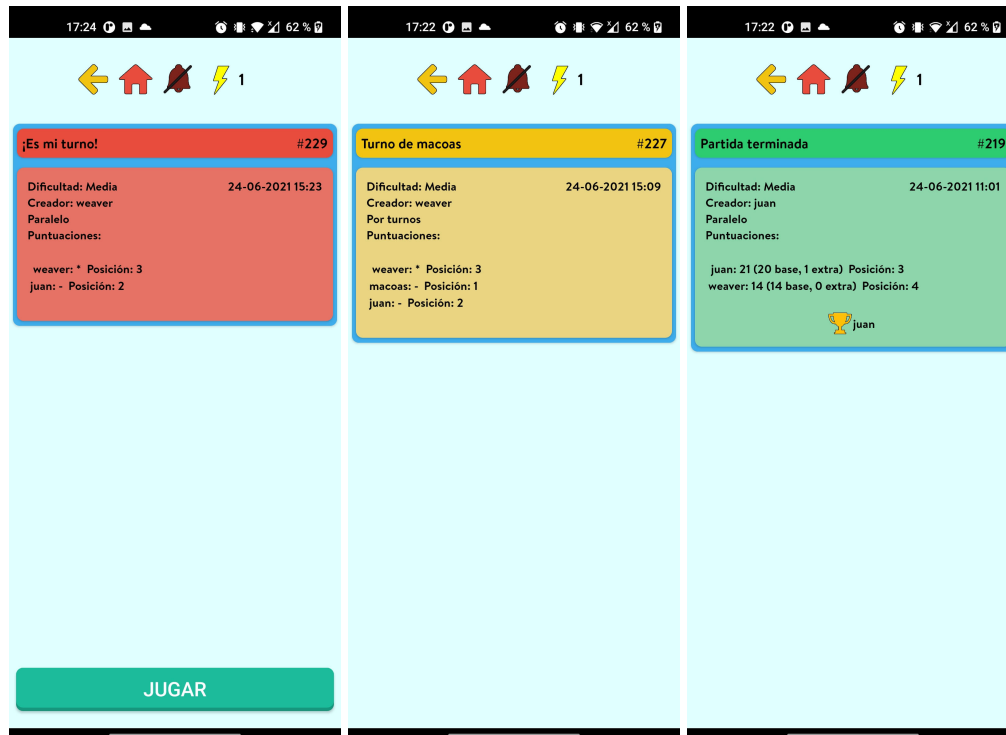 17:24 62 %
1
¡Es mi turno! #229
Dificultad: Media 24-06-2021 15:23
Creador: weaver
Paralelo
Puntuaciones:
weaver: * Posición: 3
juan: - Posición: 2
JUGAR
17:22 62 %
1
Turno de macoas #227
Dificultad: Media 24-06-2021 15:09
Creador: weaver
Por turnos
Puntuaciones:
weaver: * Posición: 3
macoas: - Posición: 1
juan: - Posición: 2
17:22 62 %
1
Partida terminada #219
Dificultad: Media 24-06-2021 11:01
Creador: juan
Paralelo
Puntuaciones:
juan: 21 (20 base, 1 extra) Posición: 3
weaver: 14 (14 base, 0 extra) Posición: 4
juan